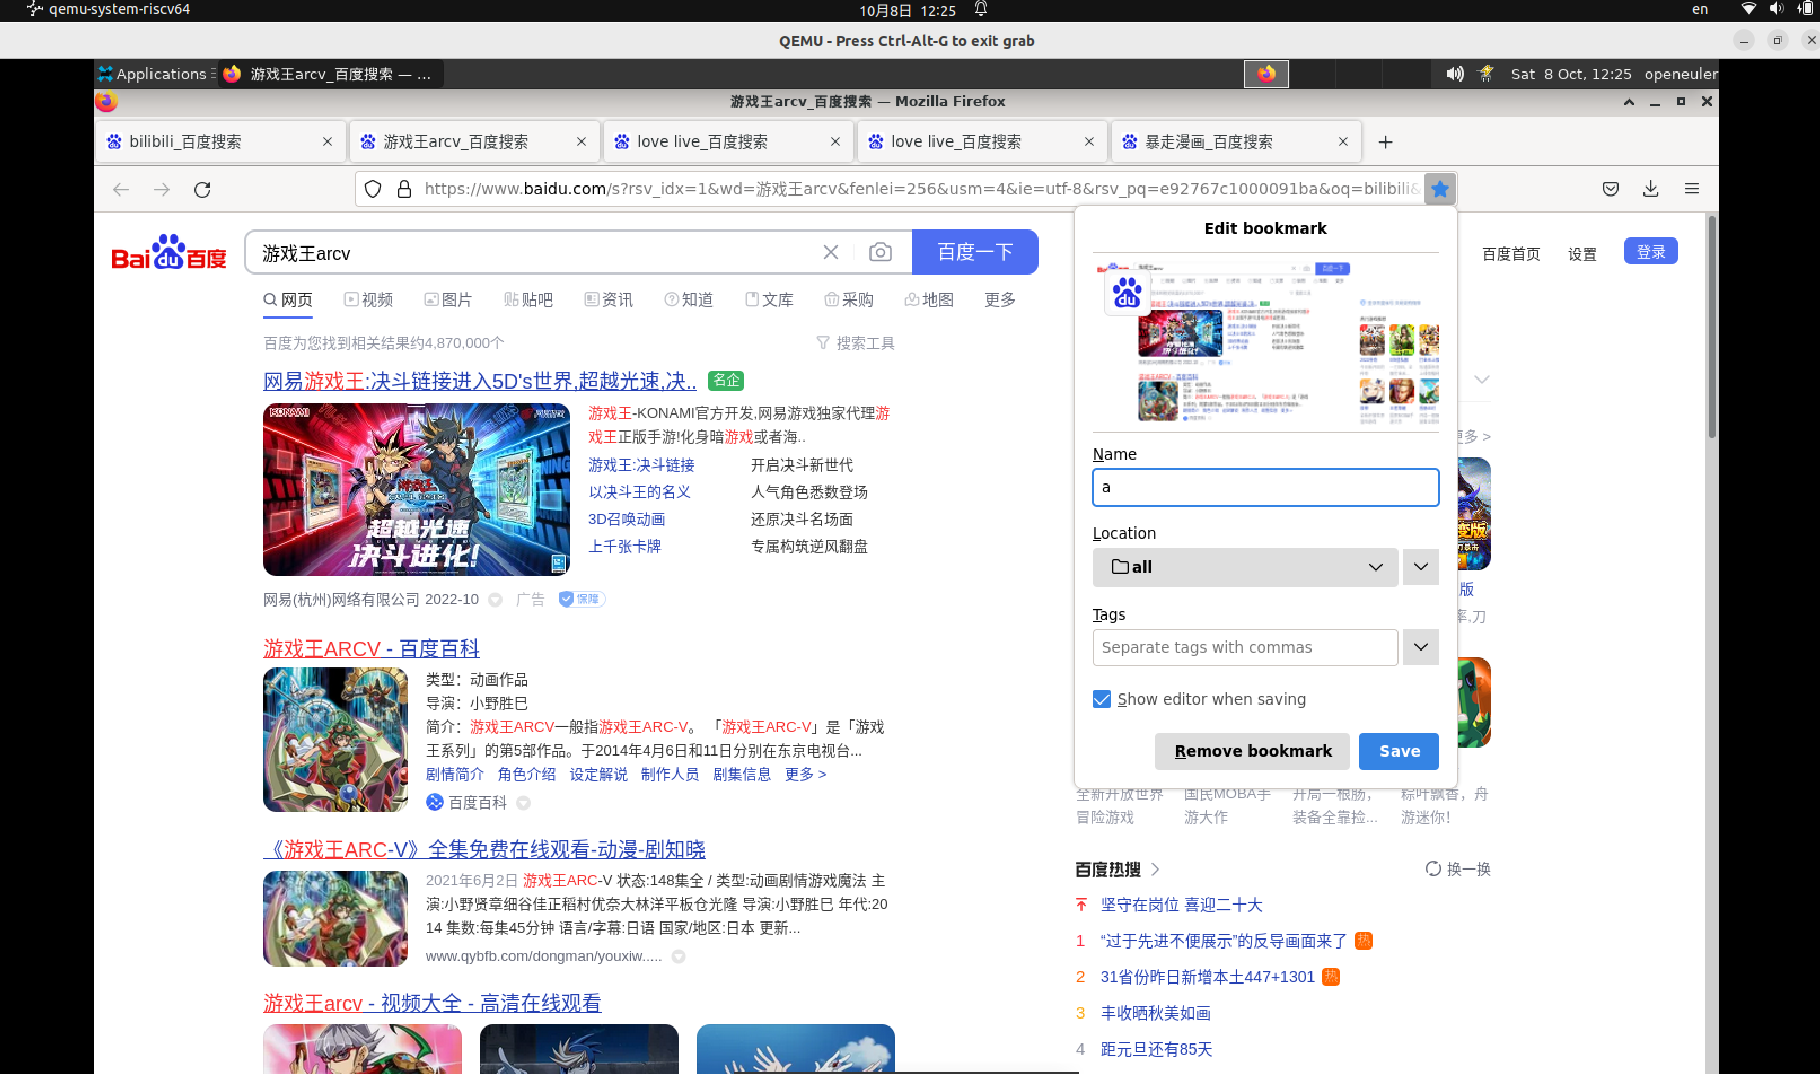 qemu-system-riscv64
10月8日 12:25
en
QEMU - Press Ctrl-Alt-G to exit grab
Applications
游戏王arcv_百度搜索 — ...
Sat 8 Oct, 12:25
openeuler
游戏王arcv_百度搜索 — Mozilla Firefox
bilibili_百度搜索
游戏王arcv_百度搜索
love live_百度搜索
love live_百度搜索
暴走漫画_百度搜索
https://www.baidu.com/s?rsv_idx=1&wd=游戏王arcv&fenlei=256&usm=4&ie=utf-8&rsv_pq=e92767c1000091ba&oq=bilibili&
Bai du 百度
游戏王arcv
百度一下
百度首页
设置
登录
网页
视频
图片
贴吧
资讯
知道
文库
采购
地图
更多
百度为您找到相关结果约4,870,000个
搜索工具
网易游戏王:决斗链接进入5D's世界,超越光速,决..
名企
KONAMI
超越光速
决斗进化!
游戏王-KONAMI官方开发,网易游戏独家代理游
戏王正版手游!化身暗游戏或者海..
游戏王:决斗链接
开启决斗新世代
以决斗王的名义
人气角色悉数登场
3D召唤动画
还原决斗名场面
上千张卡牌
专属构筑逆风翻盘
网易(杭州)网络有限公司 2022-10
广告
保障
游戏王ARCV - 百度百科
类型：动画作品
导演：小野胜巳
简介：游戏王ARCV一般指游戏王ARC-V。 「游戏王ARC-V」是「游戏
王系列」的第5部作品。于2014年4月6日和11日分别在东京电视台...
剧情简介 角色介绍 设定解说 制作人员 剧集信息 更多 >
百度百科
《游戏王ARC-V》全集免费在线观看-动漫-剧知晓
2021年6月2日 游戏王ARC-V 状态:148集全 / 类型:动画剧情游戏魔法 主
演:小野贤章细谷佳正稻村优奈大林洋平板仓光隆 导演:小野胜巳 年代:20
14 集数:每集45分钟 语言/字幕:日语 国家/地区:日本 更新...
www.qybfb.com/dongman/youxiw.....
游戏王arcv - 视频大全 - 高清在线观看
Edit bookmark
Name
a
Location
all
Tags
Separate tags with commas
Show editor when saving
Remove bookmark
Save
更多 >
版
率,刀
全新开放世界
冒险游戏
国民MOBA手
游大作
开局一根肠，
装备全靠捡...
粽叶飘香，舟
游迷你！
百度热搜
换一换
坚守在岗位 喜迎二十大
1 “过于先进不便展示”的反导画面来了 热
2 31省份昨日新增本土447+1301 热
3 丰收晒秋美如画
4 距元旦还有85天